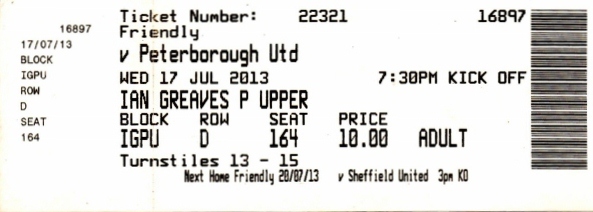 16897
17/07/13
BLOCK
IGPU
ROW
D
SEAT
164
Ticket Number: 22321 16897
Friendly
v Peterborough Utd
WED 17 JUL 2013 7:30PM KICK OFF
IAN GREAVES P UPPER
BLOCK ROW SEAT PRICE
IGPU D 164 10.00 ADULT
Turnstiles 13 - 15
Next Home Friendly 20/07/13 v Sheffield United 3pm KO